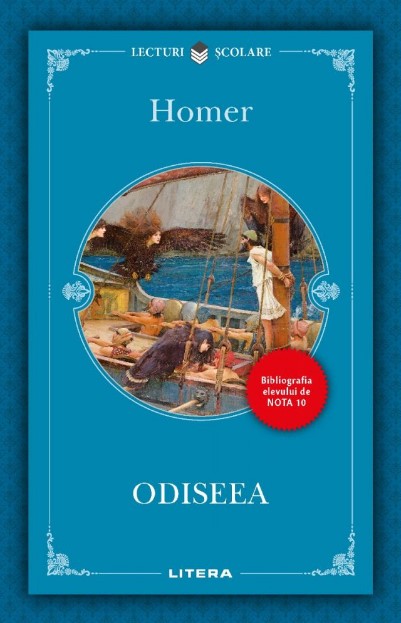 LECTURI ȘCOLARE
Homer
Bibliografia
elevului de
NOTA 10
ODISEEA
LITERA